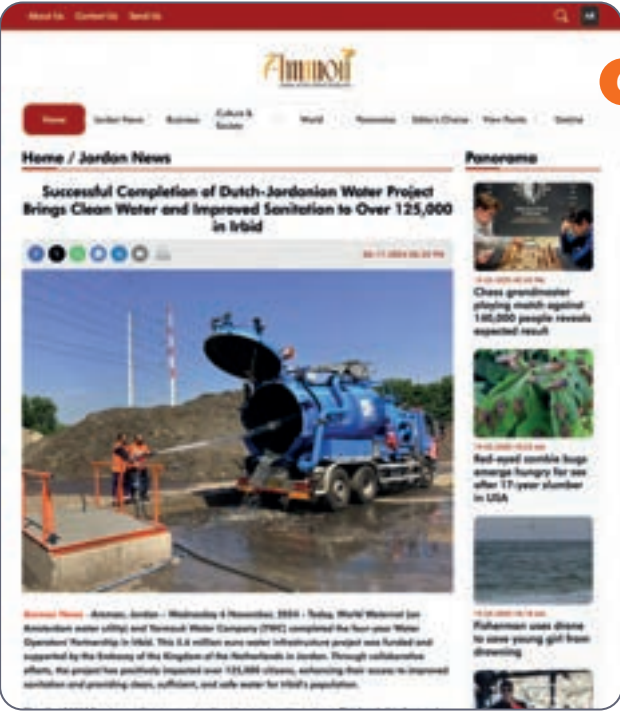 About Us Contact Us Send Us AR
Ammon
Home Jordan News Business Culture & Society World Panorama Editor's Choice View Points
Home / Jordan News
Successful Completion of Dutch-Jordanian Water Project
Brings Clean Water and Improved Sanitation to Over 125,000
in Irbid
Ammon News - Amman, Jordan – Wednesday 6 November, 2024 - Today, World Waternet (an
Amsterdam water utility) and Yarmouk Water Company (YWC) completed the four-year Water
Operators Partnership in Irbid. This 5.6 million euro water infrastructure project was funded and
supported by the Embassy of the Kingdom of the Netherlands in Jordan. Through collaborative
efforts, the project has positively impacted over 125,000 citizens, enhancing their access to improved
sanitation and providing clean, sufficient, and safe water for Irbid's population.
Panorama
Chess grandmaster
playing match against
140,000 people reveals
expected result
Red-eyed zombie bugs
emerge hungry for sex
after 17-year slumber
in USA
Fisherman uses drone
to save young girl from
drowning